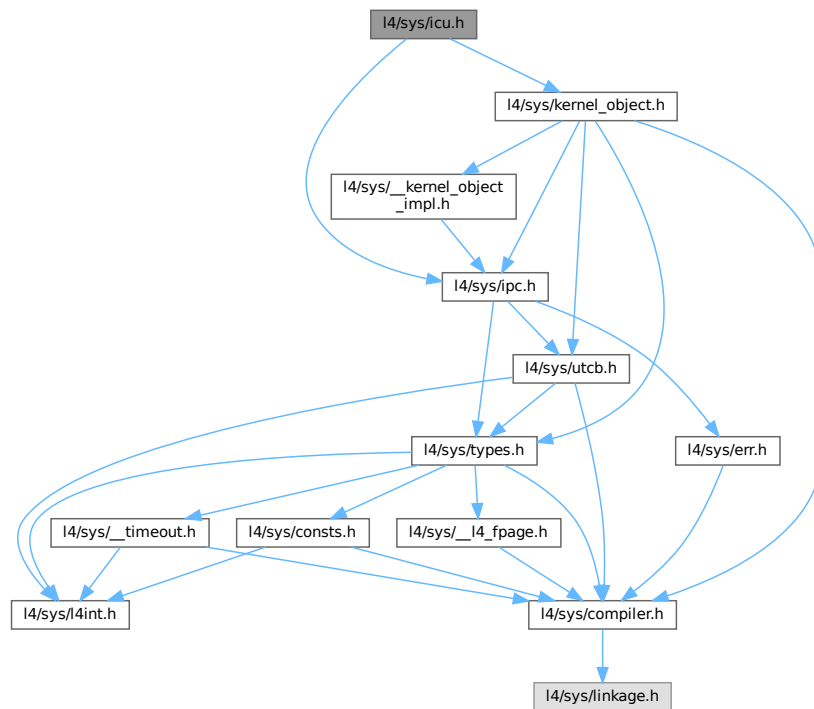 l4/sys/icu.h
l4/sys/kernel_object.h
l4/sys/__kernel_object
_impl.h
l4/sys/ipc.h
l4/sys/utcb.h
l4/sys/types.h
l4/sys/err.h
l4/sys/__timeout.h
l4/sys/consts.h
l4/sys/__l4_fpage.h
l4/sys/l4int.h
l4/sys/compiler.h
l4/sys/linkage.h